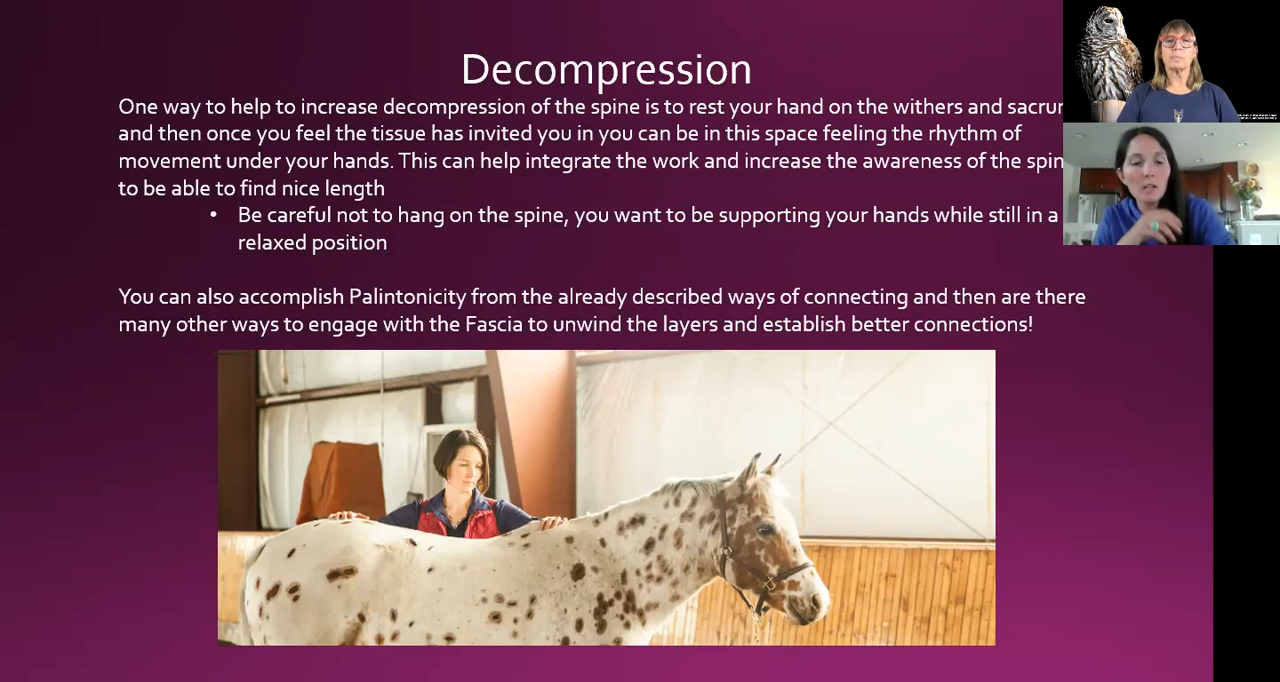 Decompression
One way to help to increase decompression of the spine is to rest your hand on the withers and
and then once you feel the tissue has invited you in you can be in this space feeling the rhythm of
movement under your hands. This can help integrate the work and increase the awareness of the
to be able to find nice length
• Be careful not to hang on the spine, you want to be supporting your hands while still in a
relaxed position
You can also accomplish Palintonicity from the already described ways of connecting and then are there
many other ways to engage with the Fascia to unwind the layers and establish better connections!